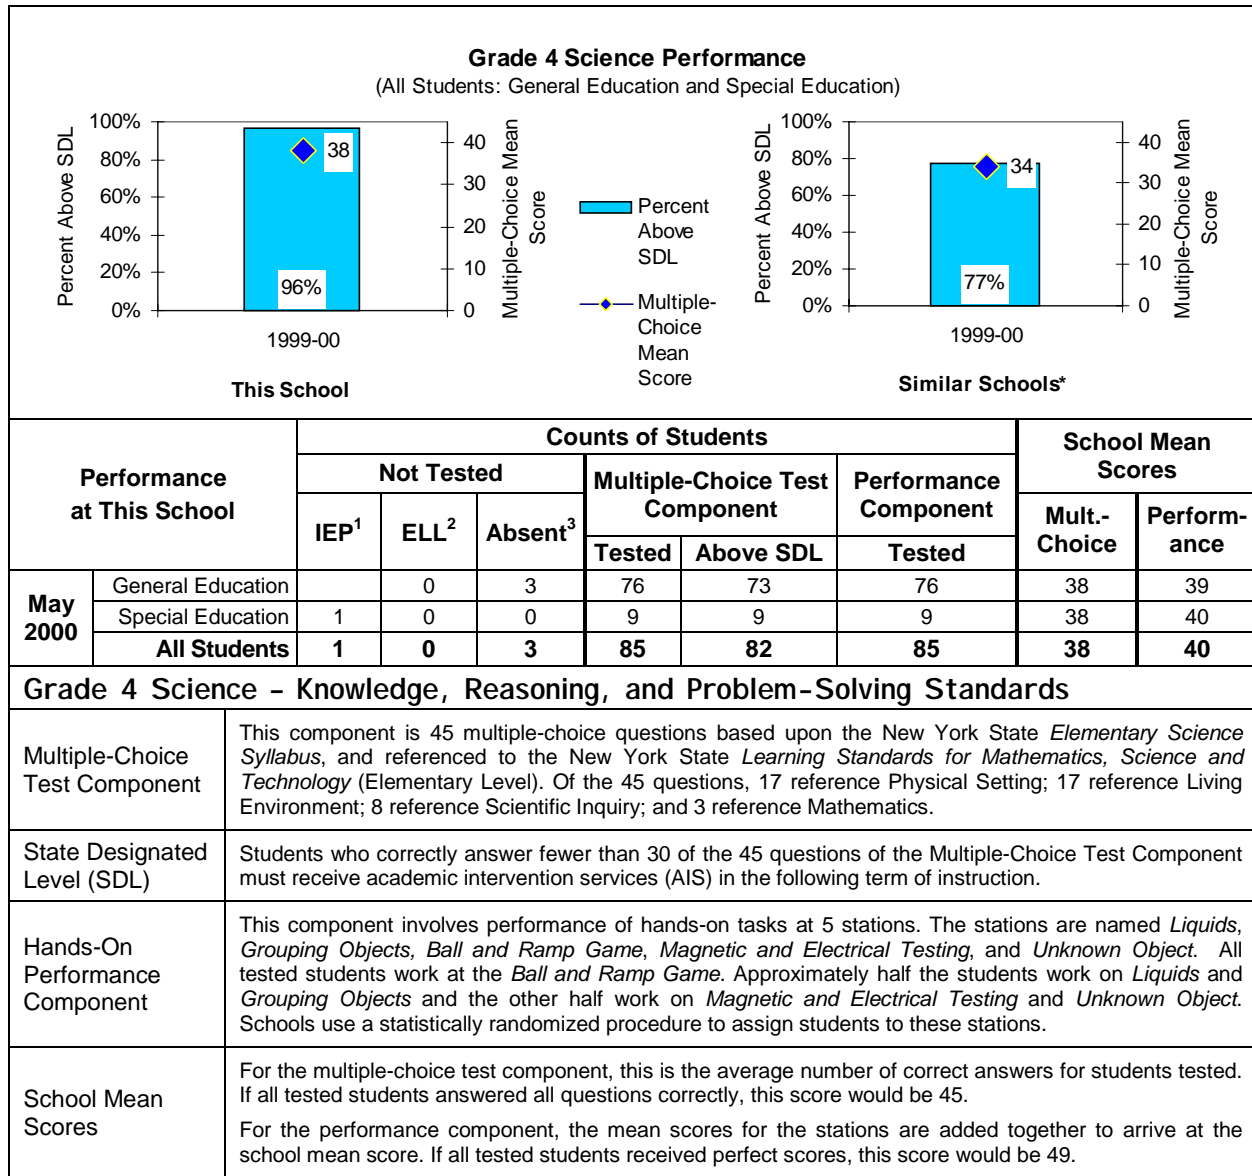 Grade 4 Science Performance
(All Students: General Education and Special Education)
Percent Above SDL
100%
80%
60%
40%
20%
0%
38
96%
40
30
20
10
0
Multiple-Choice Mean
Score
1999-00
This School
Percent
Above
SDL
Multiple-
Choice
Mean
Score
Percent Above SDL
100%
80%
60%
40%
20%
0%
34
77%
40
30
20
10
0
Multiple-Choice Mean
Score
1999-00
Similar Schools*
Performance
at This School
Counts of Students
School Mean
Scores
Not Tested
Multiple-Choice Test
Component
Performance
Component
IEP1
ELL2
Absent3
Mult.-
Choice
Perform-
ance
Tested
Above SDL
Tested
May
2000
General Education 0 3 76 73 76 38 39
Special Education 1 0 0 9 9 9 38 40
All Students 1 0 3 85 82 85 38 40
Grade 4 Science – Knowledge, Reasoning, and Problem-Solving Standards
Multiple-Choice
Test Component
This component is 45 multiple-choice questions based upon the New York State Elementary Science
Syllabus, and referenced to the New York State Learning Standards for Mathematics, Science and
Technology (Elementary Level). Of the 45 questions, 17 reference Physical Setting; 17 reference Living
Environment; 8 reference Scientific Inquiry; and 3 reference Mathematics.
State Designated
Level (SDL)
Students who correctly answer fewer than 30 of the 45 questions of the Multiple-Choice Test Component
must receive academic intervention services (AIS) in the following term of instruction.
Hands-On
Performance
Component
This component involves performance of hands-on tasks at 5 stations. The stations are named Liquids,
Grouping Objects, Ball and Ramp Game, Magnetic and Electrical Testing, and Unknown Object. All
tested students work at the Ball and Ramp Game. Approximately half the students work on Liquids and
Grouping Objects and the other half work on Magnetic and Electrical Testing and Unknown Object.
Schools use a statistically randomized procedure to assign students to these stations.
School Mean
Scores
For the multiple-choice test component, this is the average number of correct answers for students tested.
If all tested students answered all questions correctly, this score would be 45.
For the performance component, the mean scores for the stations are added together to arrive at the
school mean score. If all tested students received perfect scores, this score would be 49.